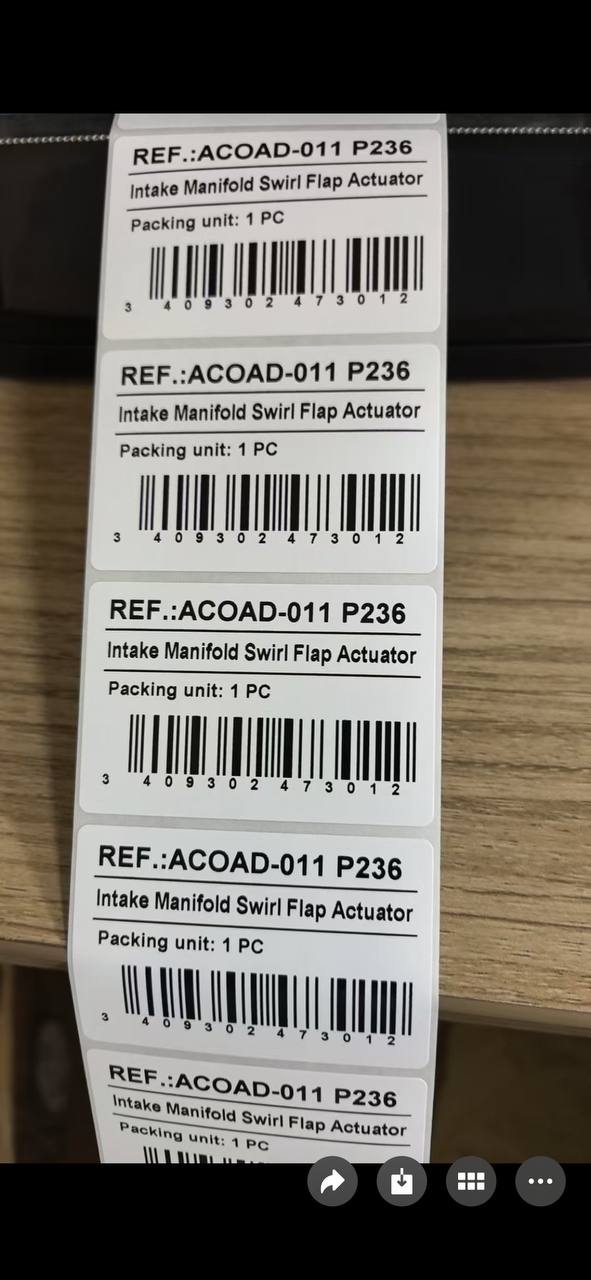 REF.:ACOAD-011 P236
Intake Manifold Swirl Flap Actuator
Packing unit: 1 PC
3 409302 473012
REF.:ACOAD-011 P236
Intake Manifold Swirl Flap Actuator
Packing unit: 1 PC
3 409302 473012
REF.:ACOAD-011 P236
Intake Manifold Swirl Flap Actuator
Packing unit: 1 PC
3 409302 473012
REF.:ACOAD-011 P236
Intake Manifold Swirl Flap Actuator
Packing unit: 1 PC
3 409302 473012
REF.:ACOAD-011 P236
Intake Manifold Swirl Flap Actuator
Packing unit: 1 PC